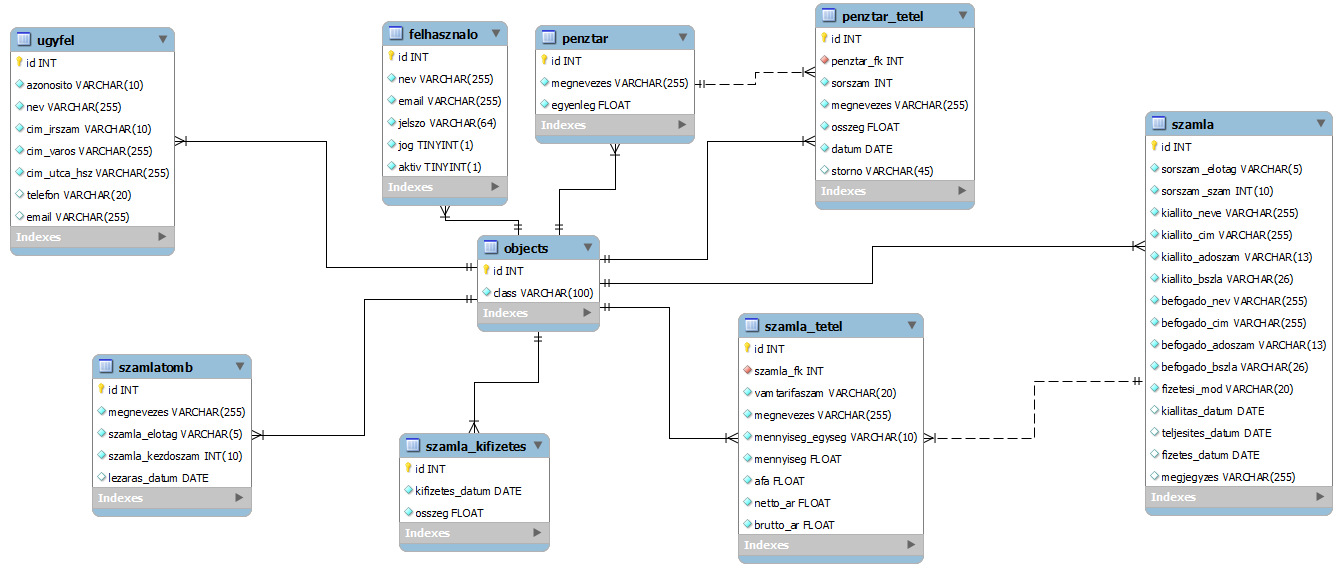 ugyfel
id INT
azonosito VARCHAR(10)
nev VARCHAR(255)
cim_irszam VARCHAR(10)
cim_varos VARCHAR(255)
cim_utca_hsz VARCHAR(255)
telefon VARCHAR(20)
email VARCHAR(255)
Indexes
felhasznalo
id INT
nev VARCHAR(255)
email VARCHAR(255)
jelszo VARCHAR(64)
jog TINYINT(1)
aktiv TINYINT(1)
Indexes
penztar
id INT
megnevezes VARCHAR(255)
egyenleg FLOAT
Indexes
penztar_tetel
id INT
penztar_fk INT
sorszam INT
megnevezes VARCHAR(255)
osszeg FLOAT
datum DATE
storno VARCHAR(45)
Indexes
szamla
id INT
sorszam_elotag VARCHAR(5)
sorszam_szam INT(10)
kiallito_neve VARCHAR(255)
kiallito_cim VARCHAR(255)
kiallito_adoszam VARCHAR(13)
kiallito_bszla VARCHAR(26)
befogado_nev VARCHAR(255)
befogado_cim VARCHAR(255)
befogado_adoszam VARCHAR(13)
befogado_bszla VARCHAR(26)
fizetesi_mod VARCHAR(20)
kiallitas_datum DATE
teljesites_datum DATE
fizetes_datum DATE
megjegyzes VARCHAR(255)
Indexes
objects
id INT
class VARCHAR(100)
Indexes
szamlatomb
id INT
megnevezes VARCHAR(255)
szamla_elotag VARCHAR(5)
szamla_kezdoszam INT(10)
lezaras_datum DATE
Indexes
szamla_kifizetes
id INT
kifizetes_datum DATE
osszeg FLOAT
Indexes
szamla_tetel
id INT
szamla_fk INT
vamtarifaszam VARCHAR(20)
megnevezes VARCHAR(255)
mennyiseg_egyseg VARCHAR(10)
mennyiseg FLOAT
afa FLOAT
netto_ar FLOAT
brutto_ar FLOAT
Indexes